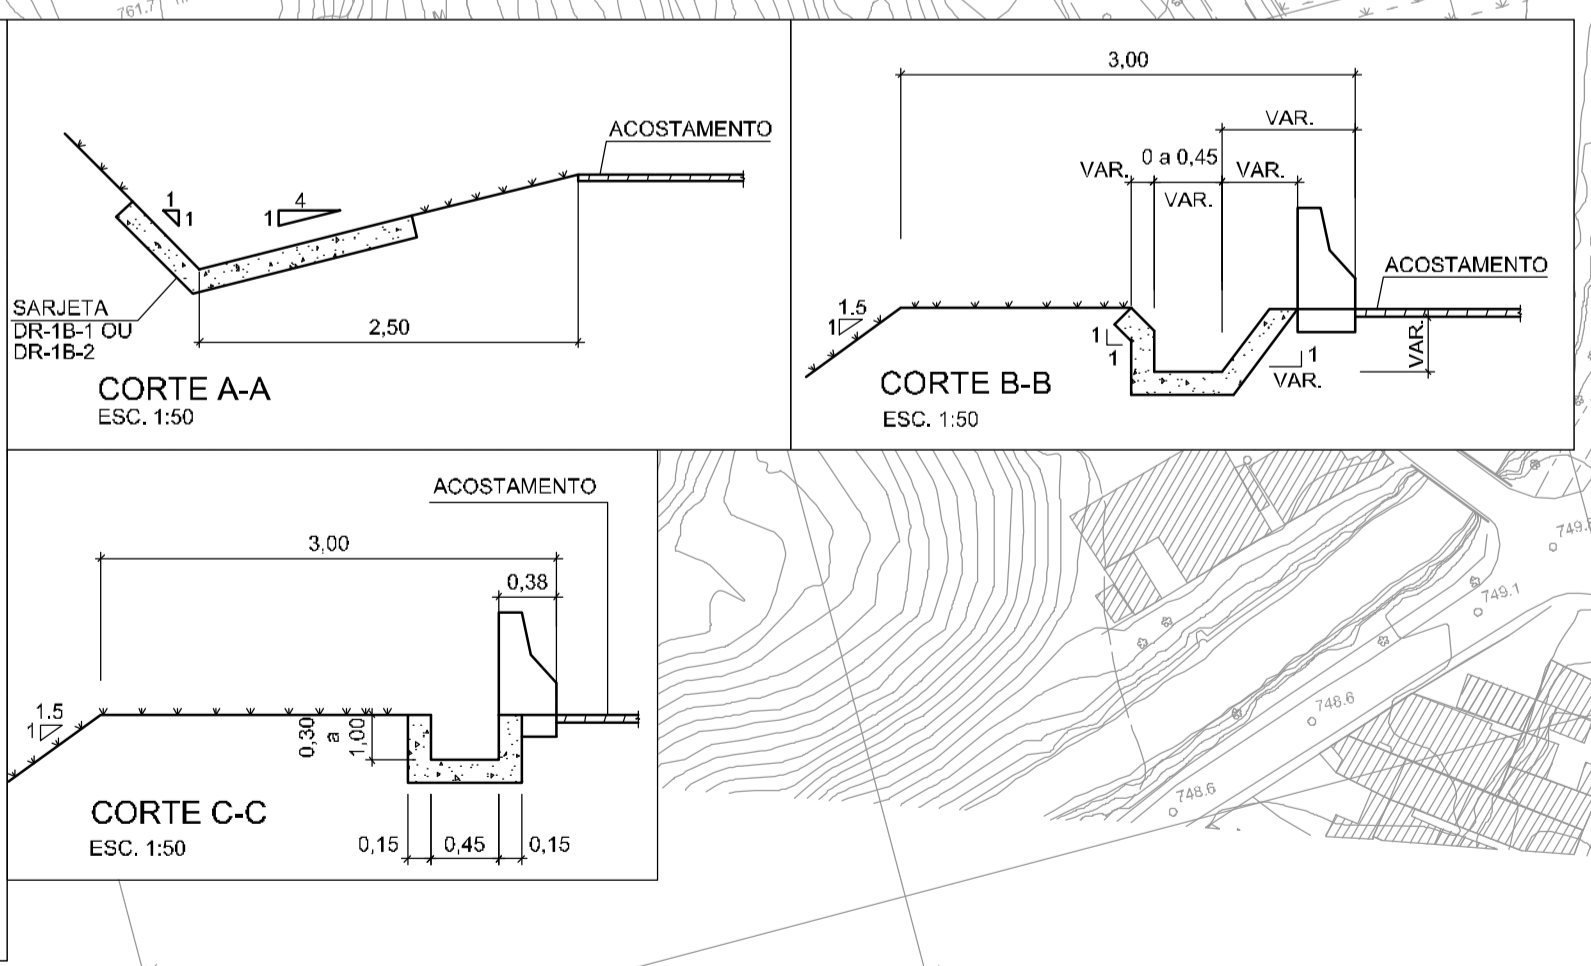 761.7
ACOSTAMENTO
1
1
4
1
SARJETA
DR-1B-1 OU
DR-1B-2
2,50
CORTE A-A
ESC. 1:50
3,00
VAR.
0 a 0,45
VAR.
VAR.
VAR.
ACOSTAMENTO
1.5
1
1
1
1
VAR.
VAR.
CORTE B-B
ESC. 1:50
ACOSTAMENTO
3,00
0,38
1.5
1
0,30
a
1,00
CORTE C-C
ESC. 1:50
0,15
0,45
0,15
749.1
748.6
748.6